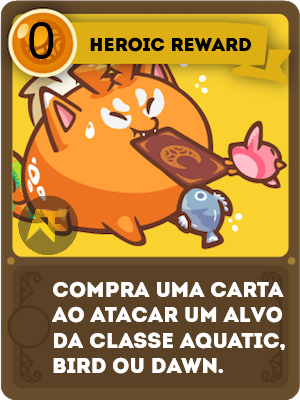 0
HEROIC REWARD
COMPRA UMA CARTA
AO ATACAR UM ALVO
DA CLASSE AQUATIC,
BIRD OU DAWN.